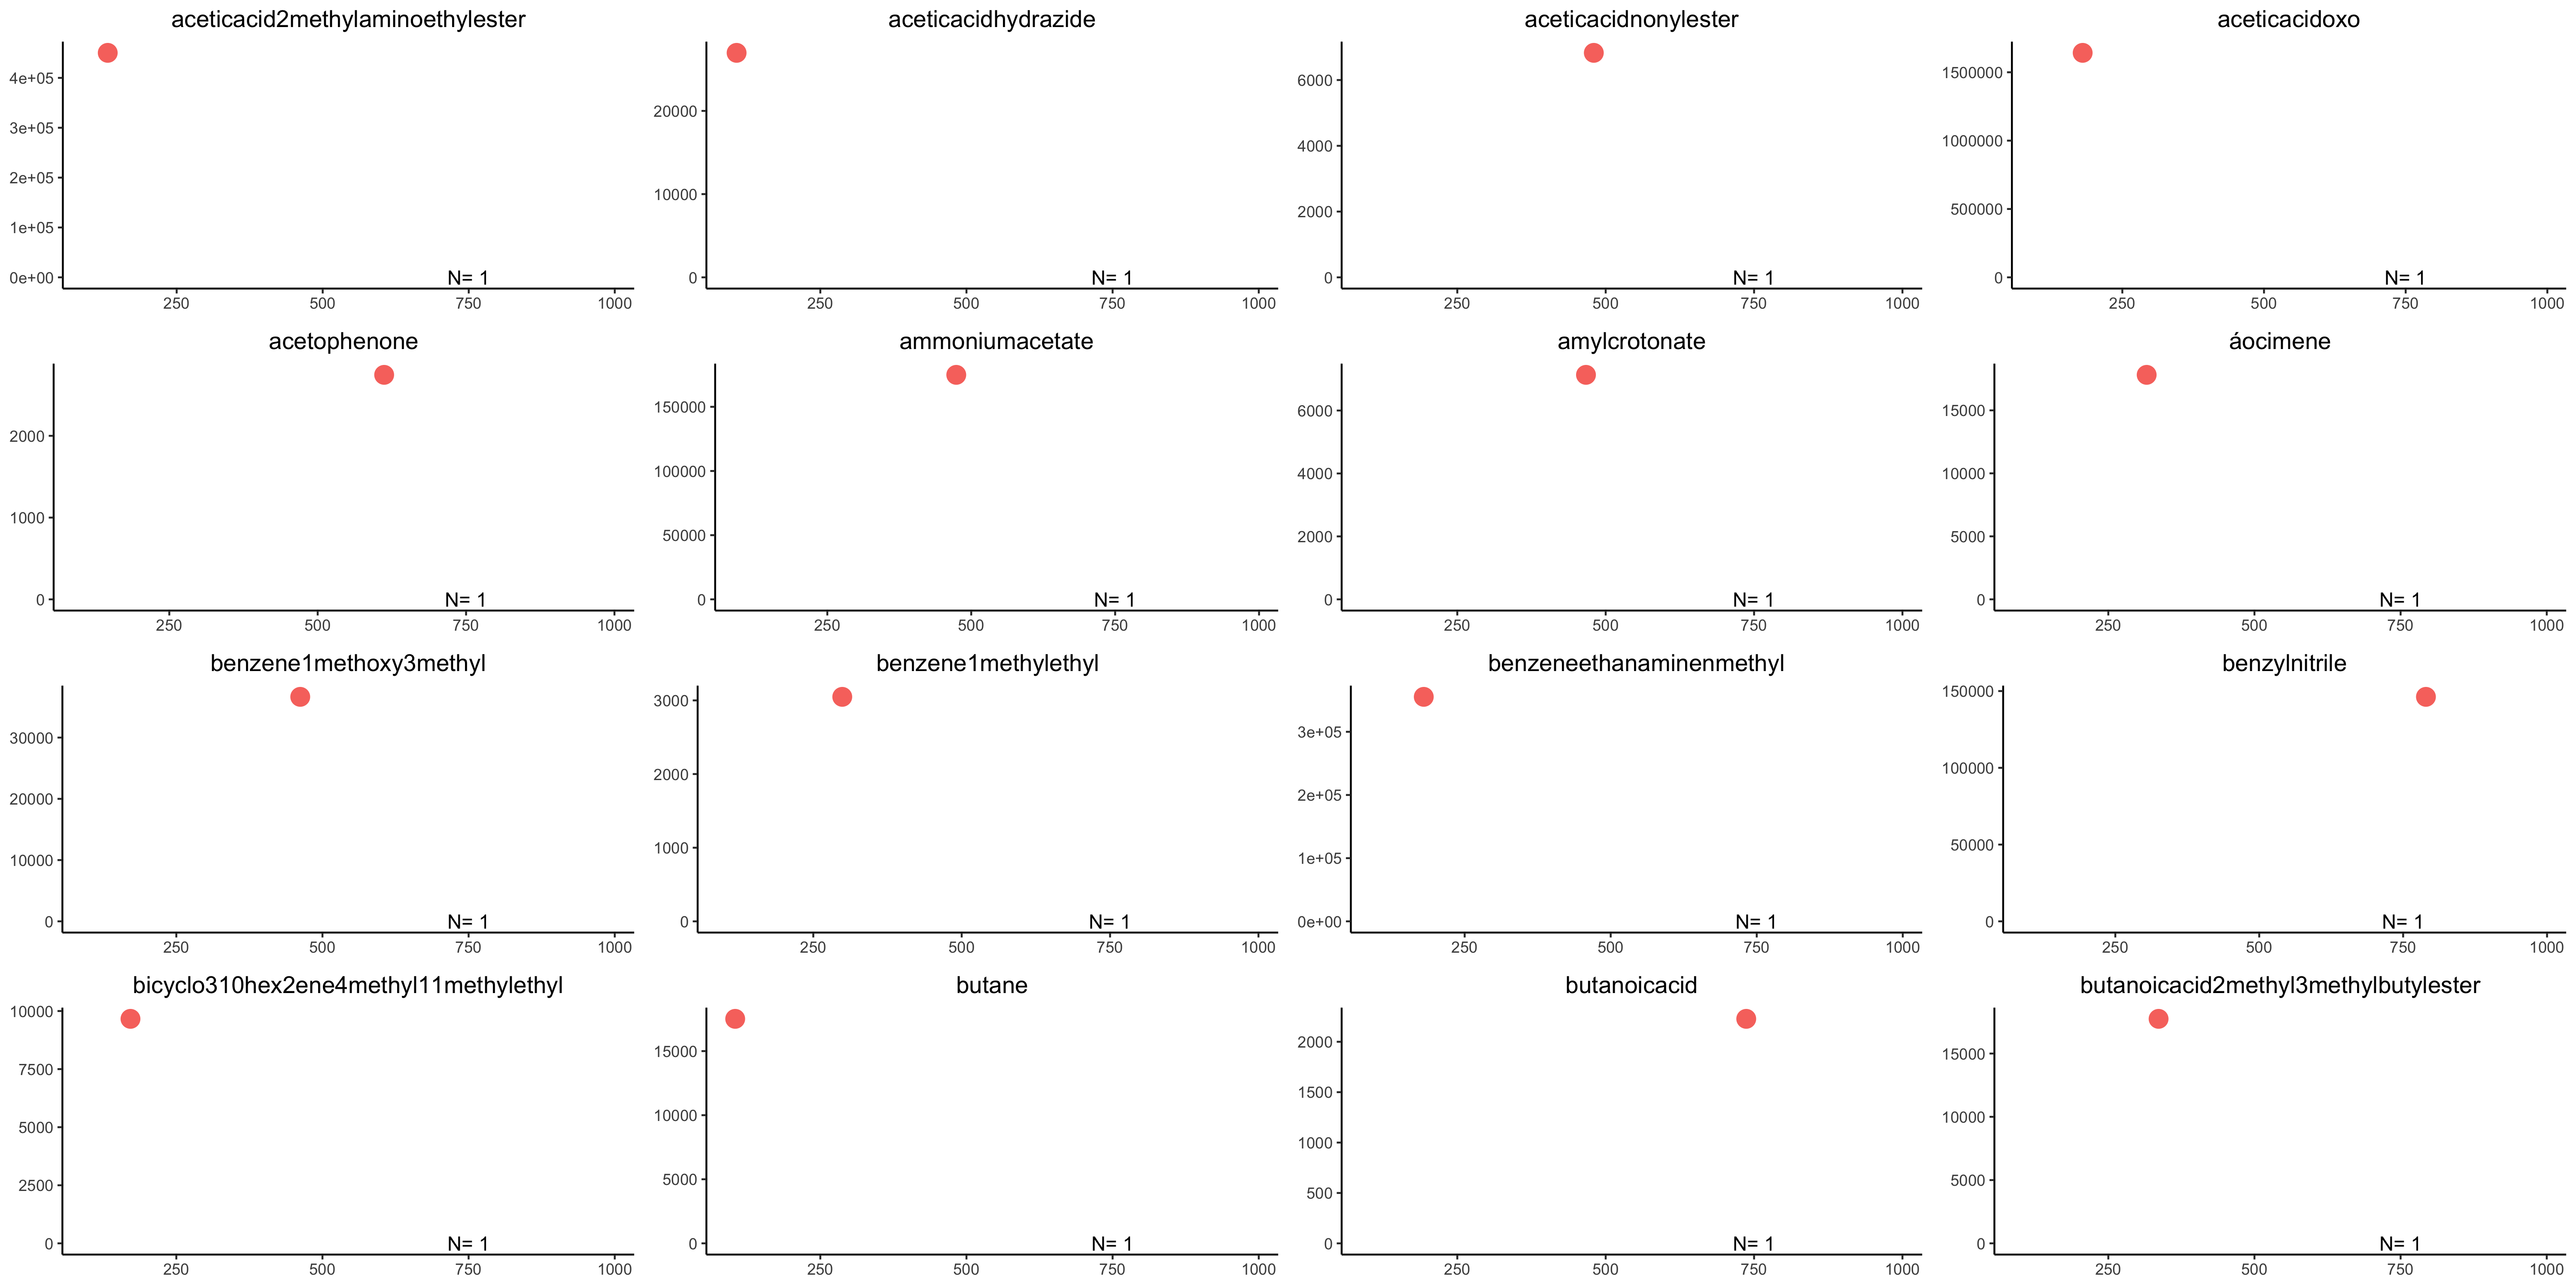 aceticacid2methylaminoethylester
4e+05
3e+05
2e+05
1e+05
0e+00
N= 1
250 500 750 1000
aceticacidhydrazide
20000
10000
0
N= 1
250 500 750 1000
aceticacidnonylester
6000
4000
2000
0
N= 1
250 500 750 1000
aceticacidoxo
1500000
1000000
500000
0
N= 1
250 500 750 1000
acetophenone
2000
1000
0
N= 1
250 500 750 1000
ammoniumacetate
150000
100000
50000
0
N= 1
250 500 750 1000
amylcrotonate
6000
4000
2000
0
N= 1
250 500 750 1000
áocimene
15000
10000
5000
0
N= 1
250 500 750 1000
benzene1methoxy3methyl
30000
20000
10000
0
N= 1
250 500 750 1000
benzene1methylethyl
3000
2000
1000
0
N= 1
250 500 750 1000
benzeneethanaminenmethyl
3e+05
2e+05
1e+05
0e+00
N= 1
250 500 750 1000
benzylnitrile
150000
100000
50000
0
N= 1
250 500 750 1000
bicyclo310hex2ene4methyl11methylethyl
10000
7500
5000
2500
0
N= 1
250 500 750 1000
butane
15000
10000
5000
0
N= 1
250 500 750 1000
butanoicacid
2000
1500
1000
500
0
N= 1
250 500 750 1000
butanoicacid2methyl3methylbutylester
15000
10000
5000
0
N= 1
250 500 750 1000